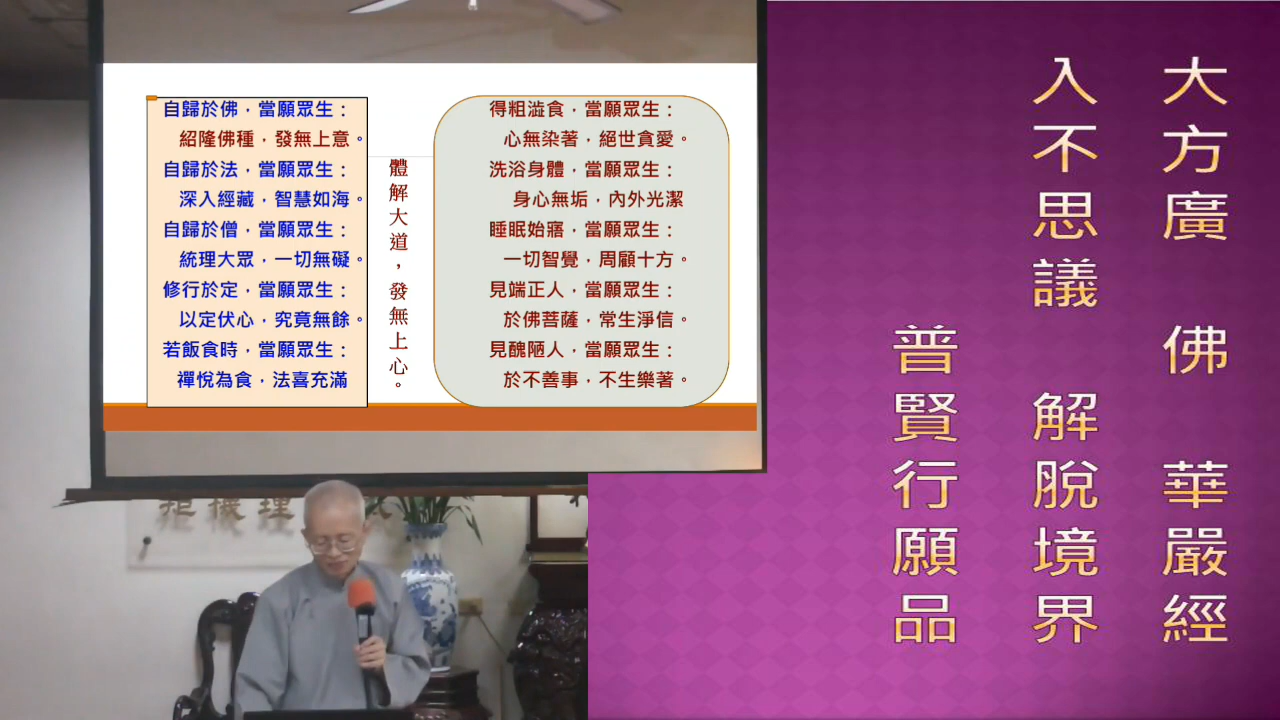 自歸於佛，當願眾生：
紹隆佛種，發無上意。
自歸於法，當願眾生：
深入經藏，智慧如海。
自歸於僧，當願眾生：
統理大眾，一切無礙。
修行於定，當願眾生：
以定伏心，究竟無餘。
若飯食時，當願眾生：
禪悅為食，法喜充滿
體解大道，發無上心。
得粗澁食，當願眾生：
心無染著，絕世貪愛。
洗浴身體，當願眾生：
身心無垢，內外光潔
睡眠始寤，當願眾生：
一切智覺，周顧十方。
見端正人，當願眾生：
於佛菩薩，常生淨信。
見醜陋人，當願眾生：
於不善事，不生樂著。
大方廣 佛 華嚴經
入不思議 解脫境界
普賢行願品
理機